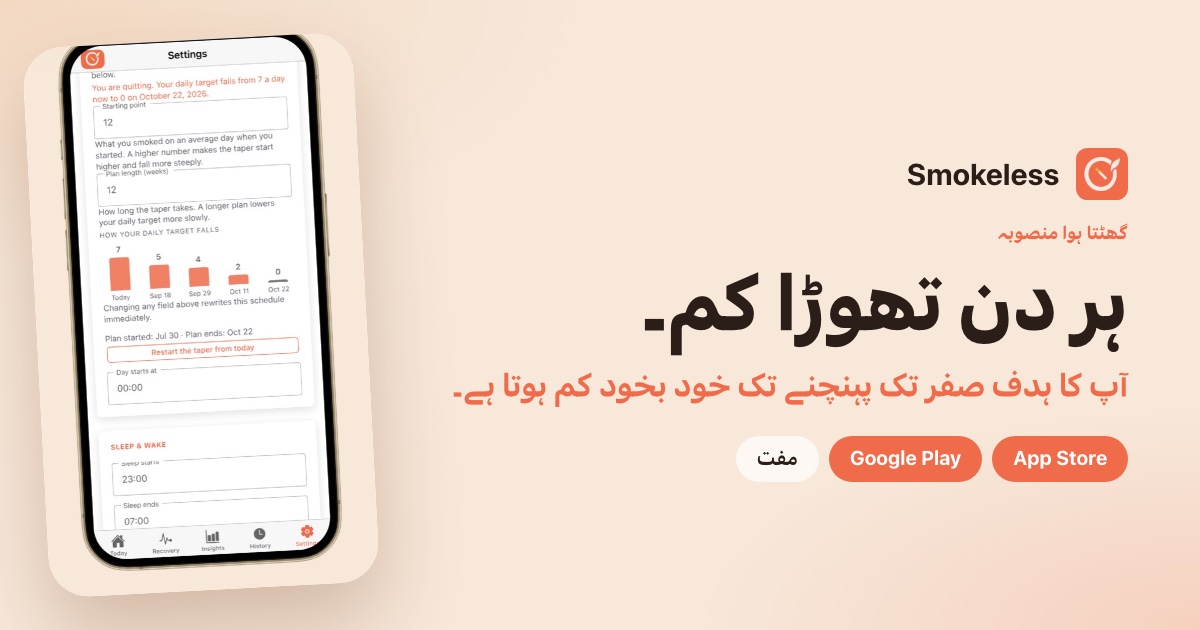 Settings
below.
You are quitting. Your daily target falls from 7 a day
now to 0 on October 22, 2026.
Starting point
12
What you smoked on an average day when you
started. A higher number makes the taper start
higher and fall more steeply.
Plan length (weeks)
12
How long the taper takes. A longer plan lowers
your daily target more slowly.
HOW YOUR DAILY TARGET FALLS
7 5 4 2 0
Today Sep 18 Sep 29 Oct 11 Oct 22
Changing any field above rewrites this schedule
immediately.
Plan started: Jul 30 · Plan ends: Oct 22
Restart the taper from today
Day starts at
00:00
SLEEP & WAKE
Sleep starts
23:00
Sleep ends
07:00
Today Recovery Insights History Settings
Smokeless
گھٹتا ہوا منصوبہ
ہر دن تھوڑا کم۔
آپ کا ہدف صفر تک پہنچنے تک خود بخود کم ہوتا ہے۔
App Store Google Play مفت